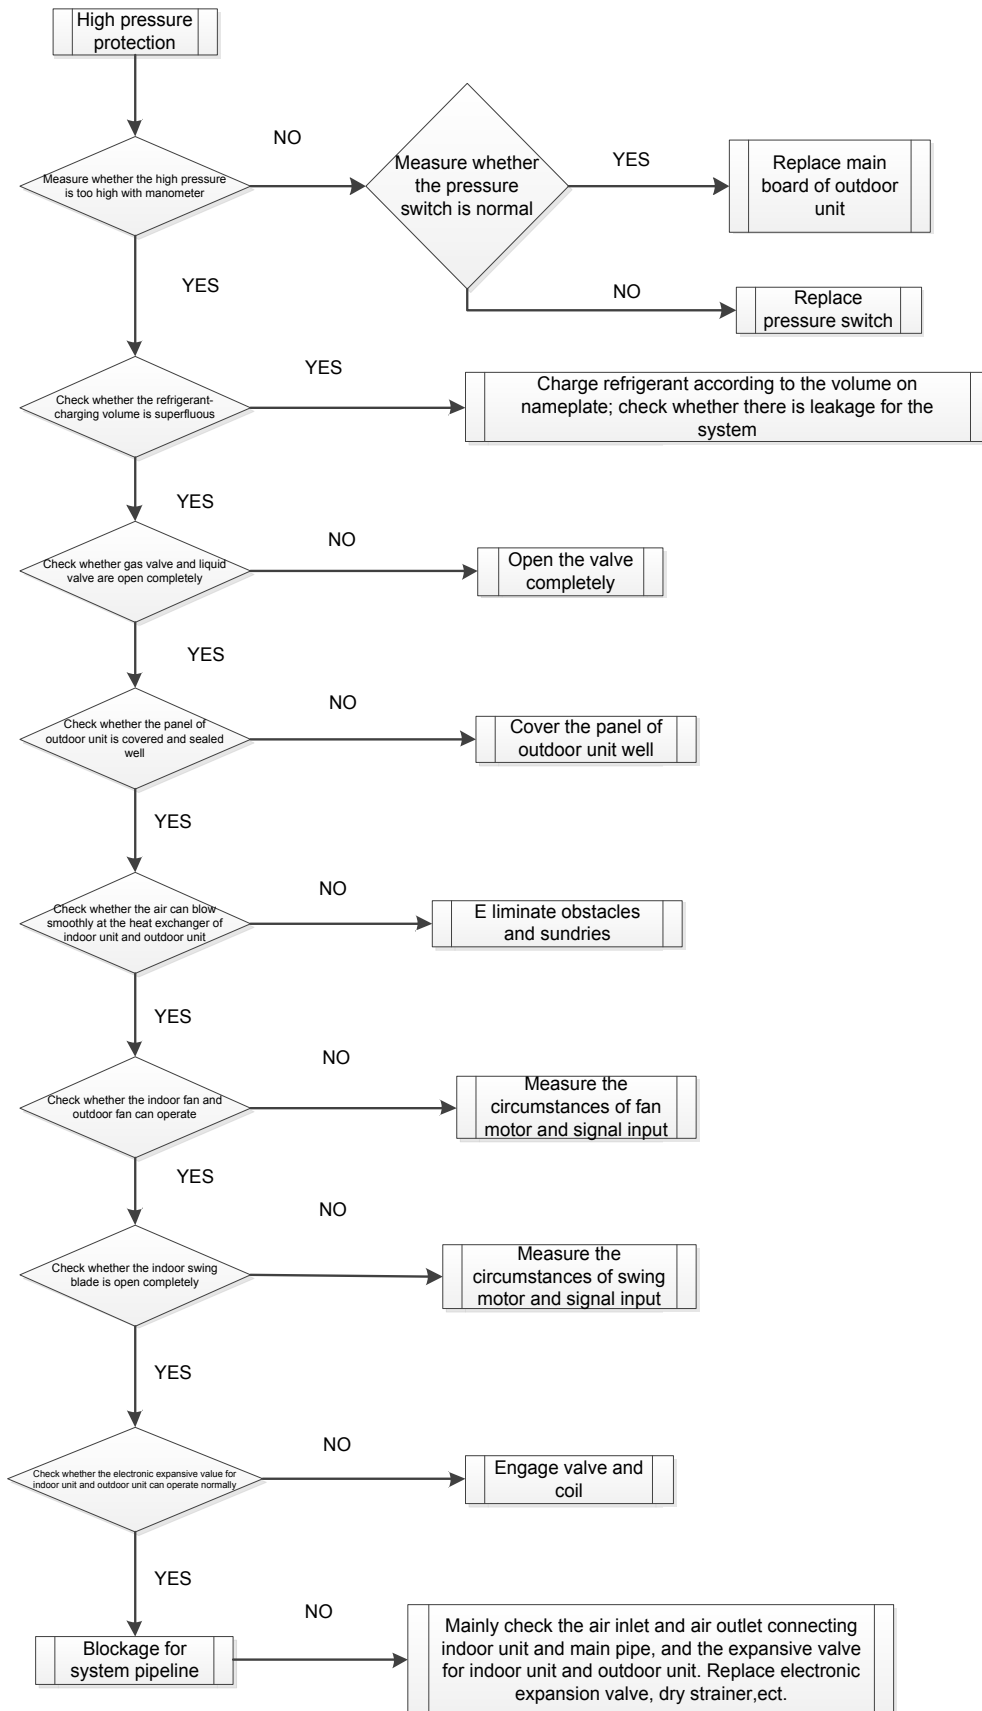 High pressure
protection
NO
Measure whether
the pressure
switch is normal
YES
Replace main
board of outdoor
unit
Measure whether the high pressure
is too high with manometer
YES
NO
Replace
pressure switch
Check whether the refrigerant-
charging volume is superfluous
YES
Charge refrigerant according to the volume on
nameplate; check whether there is leakage for the
system
YES
Check whether gas valve and liquid
valve are open completely
NO
Open the valve
completely
YES
Check whether the panel of
outdoor unit is covered and sealed
well
NO
Cover the panel of
outdoor unit well
YES
Check whether the air can blow
smoothly at the heat exchanger of
indoor unit and outdoor unit
NO
E liminate obstacles
and sundries
YES
Check whether the indoor fan and
outdoor fan can operate
NO
Measure the
circumstances of fan
motor and signal input
YES
Check whether the indoor swing
blade is open completely
NO
Measure the
circumstances of swing
motor and signal input
YES
Check whether the electronic expansive value for
indoor unit and outdoor unit can operate normally
NO
Engage valve and
coil
YES
Blockage for
system pipeline
NO
Mainly check the air inlet and air outlet connecting
indoor unit and main pipe, and the expansive valve
for indoor unit and outdoor unit. Replace electronic
expansion valve, dry strainer,ect.